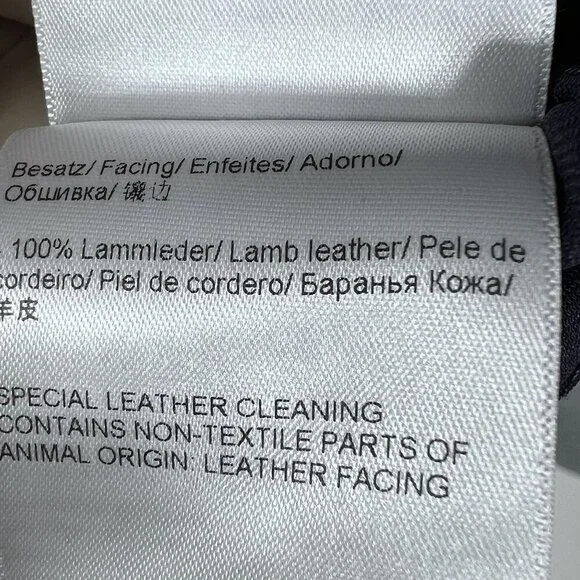 Besatz/ Facing/ Enfeites/ Adorno/
Обшивка/ 镶边
100% Lammleder/ Lamb leather/ Pele de
cordeiro/ Piel de cordero/ Баранья Кожа/
羊皮
SPECIAL LEATHER CLEANING
CONTAINS NON-TEXTILE PARTS OF
ANIMAL ORIGIN: LEATHER FACING